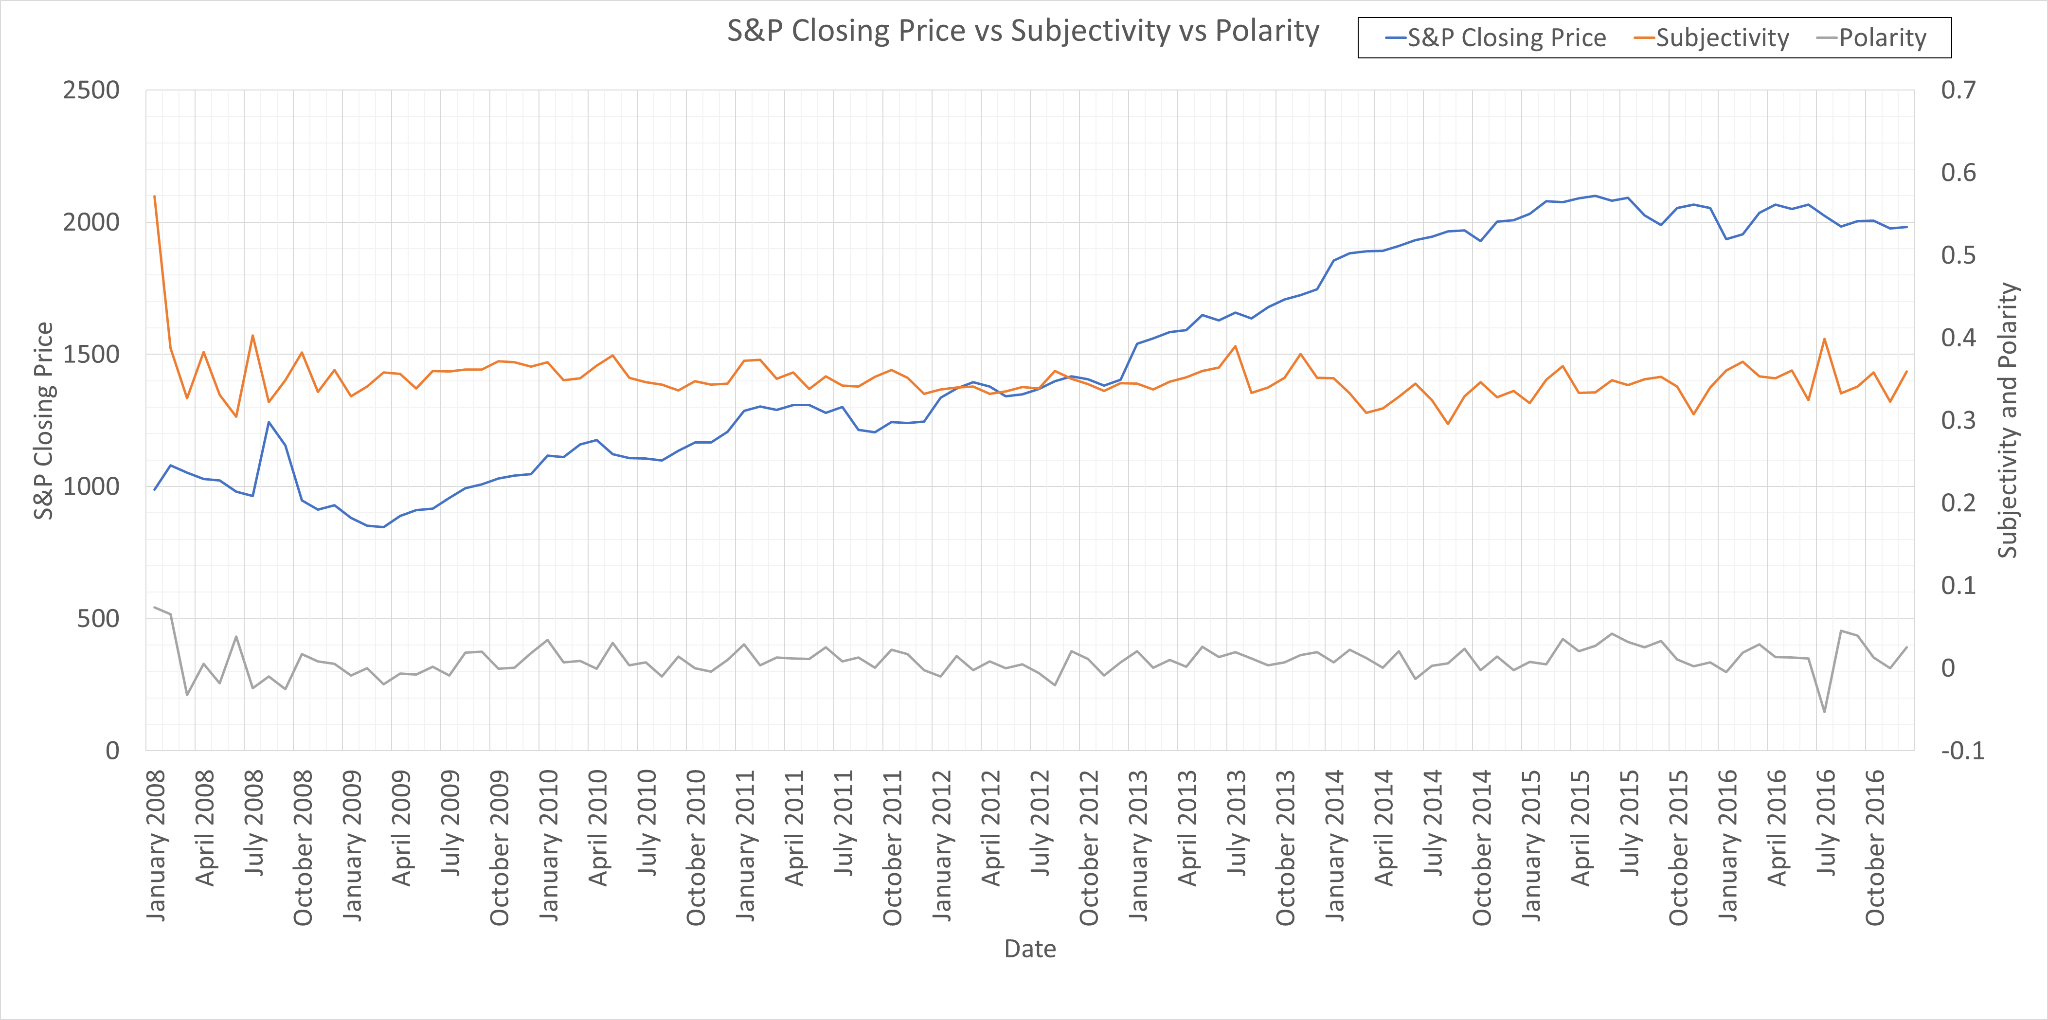 S&P Closing Price vs Subjectivity vs Polarity
S&P Closing Price
Subjectivity
Polarity
2500
2000
1500
1000
500
0
S&P Closing Price
0.7
0.6
0.5
0.4
0.3
0.2
0.1
0
-0.1
Subjectivity and Polarity
January 2008
April 2008
July 2008
October 2008
January 2009
April 2009
July 2009
October 2009
January 2010
April 2010
July 2010
October 2010
January 2011
April 2011
July 2011
October 2011
January 2012
April 2012
July 2012
October 2012
January 2013
April 2013
July 2013
October 2013
January 2014
April 2014
July 2014
October 2014
January 2015
April 2015
July 2015
October 2015
January 2016
April 2016
July 2016
October 2016
Date